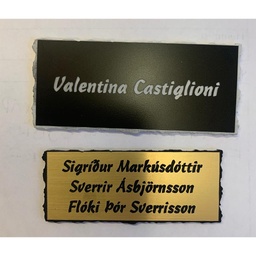 Valentina Castiglioni
Sigríður Markúsdóttir
Sverrir Ásbjörnsson
Flóki Þór Sverrisson